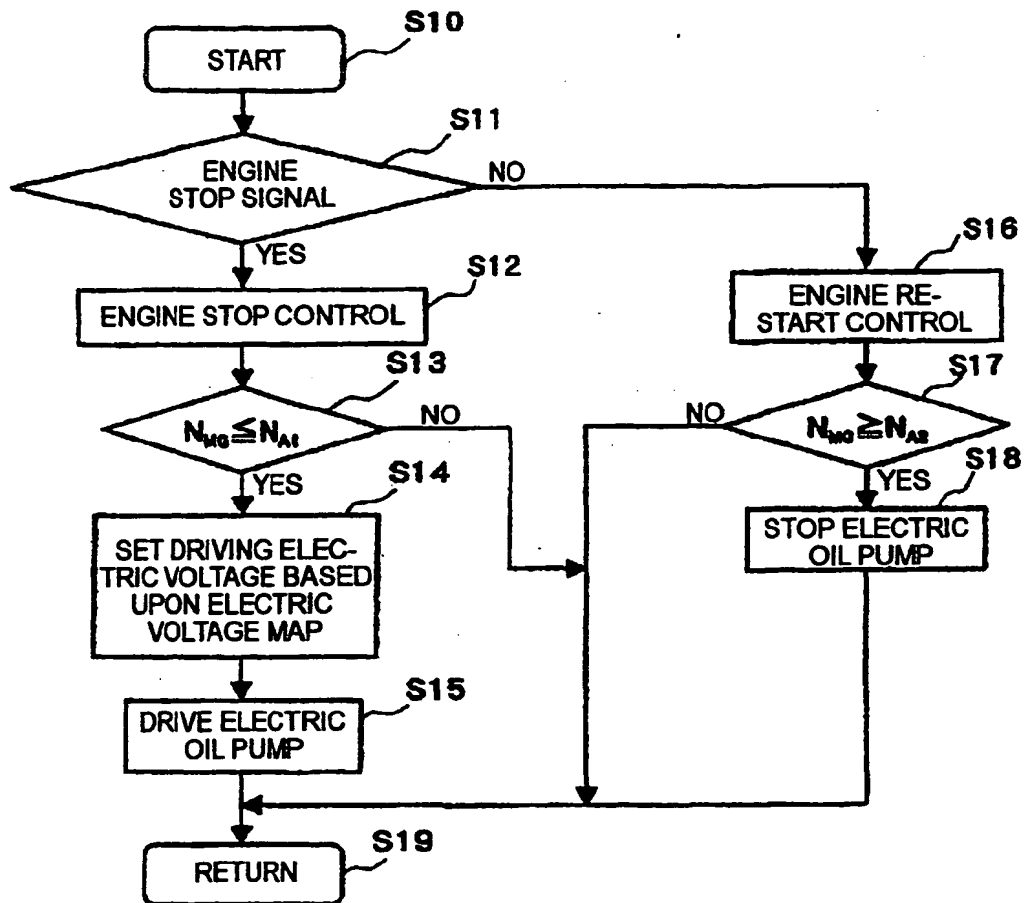 S10
START
S11
ENGINE
STOP SIGNAL
NO
YES
S12
ENGINE STOP CONTROL
S13
NMG≦NA1
NO
YES
S14
SET DRIVING ELEC-
TRIC VOLTAGE BASED
UPON ELECTRIC
VOLTAGE MAP
S15
DRIVE ELECTRIC
OIL PUMP
S16
ENGINE RE-
START CONTROL
S17
NO
NMG≧NA2
YES
S18
STOP ELECTRIC
OIL PUMP
S19
RETURN